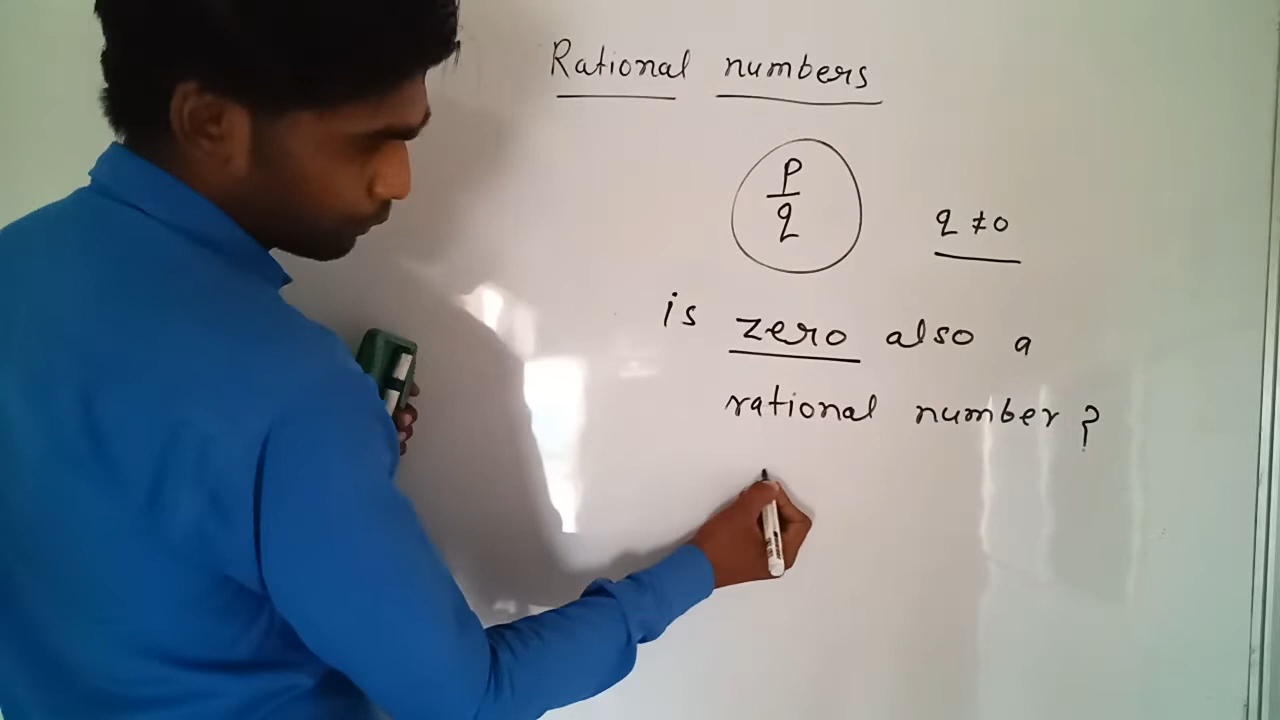 Rational numbers
p
q
q ≠ 0
is zero also a
rational number?